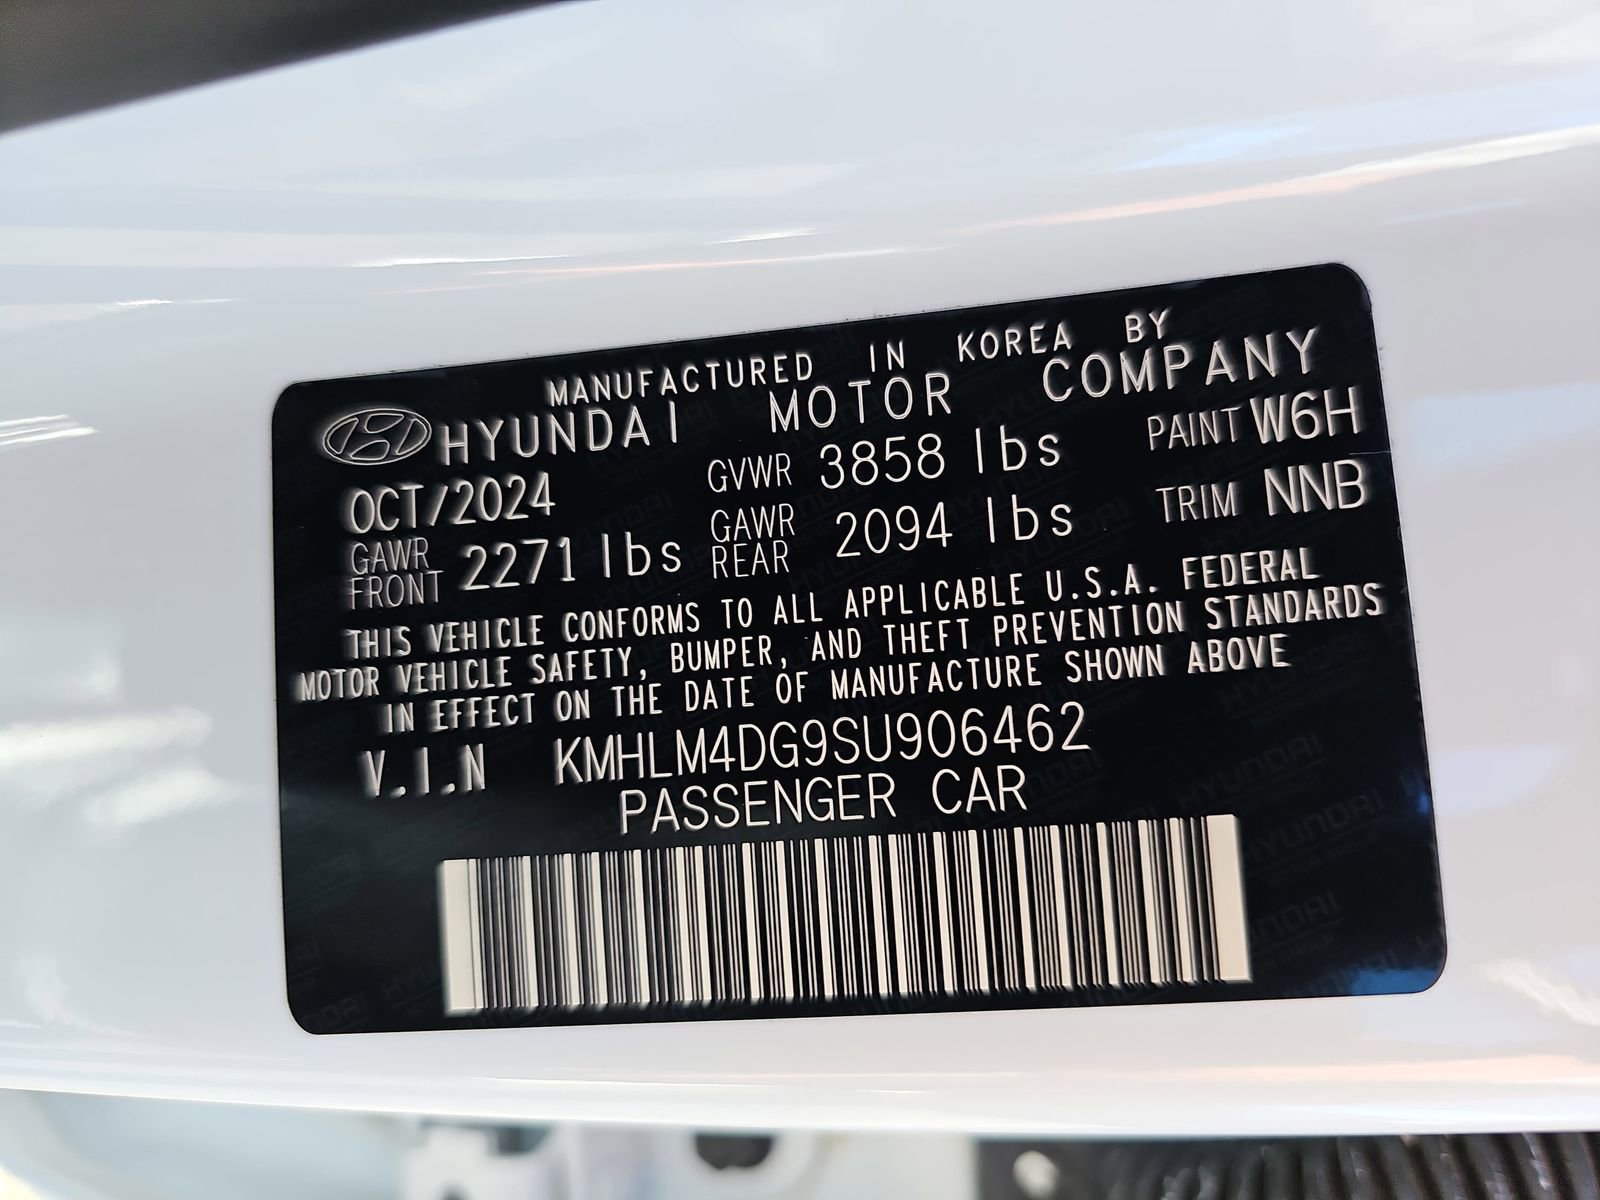 MANUFACTURED IN KOREA BY
HYUNDAI MOTOR COMPANY
OCT/2024 GVWR 3858 lbs PAINT W6H
GAWR FRONT 2271 lbs GAWR REAR 2094 lbs TRIM NNB
THIS VEHICLE CONFORMS TO ALL APPLICABLE U.S.A. FEDERAL
MOTOR VEHICLE SAFETY, BUMPER, AND THEFT PREVENTION STANDARDS
IN EFFECT ON THE DATE OF MANUFACTURE SHOWN ABOVE
V.I.N KMHLM4DG9SU906462
PASSENGER CAR